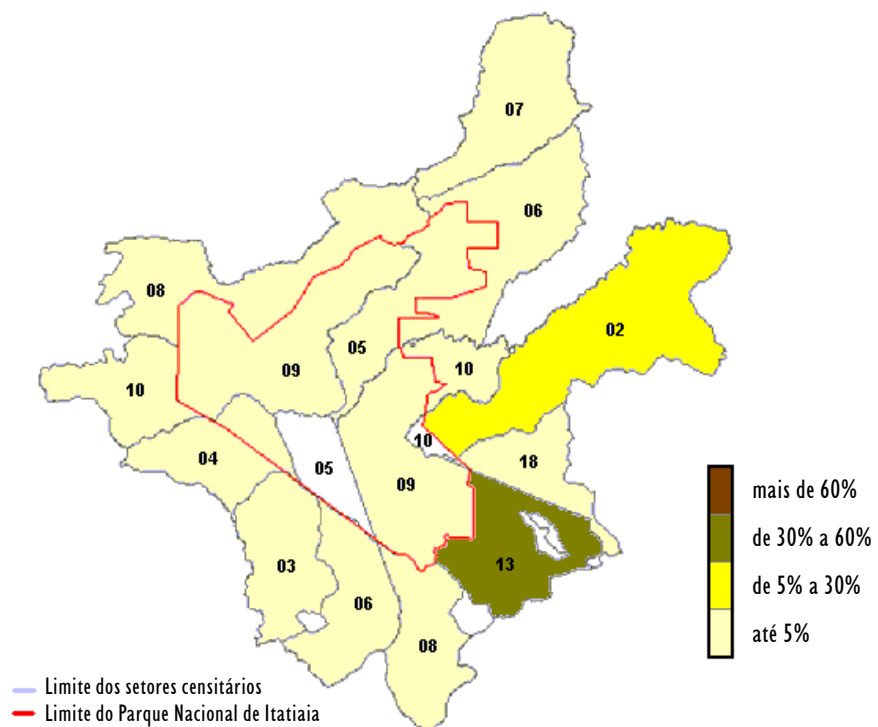 07
06
02
08
05
10
10
09
10
04
05
18
09
03
13
06
08
mais de 60%
de 30% a 60%
de 5% a 30%
até 5%
Limite dos setores censitários
Limite do Parque Nacional de Itatiaia